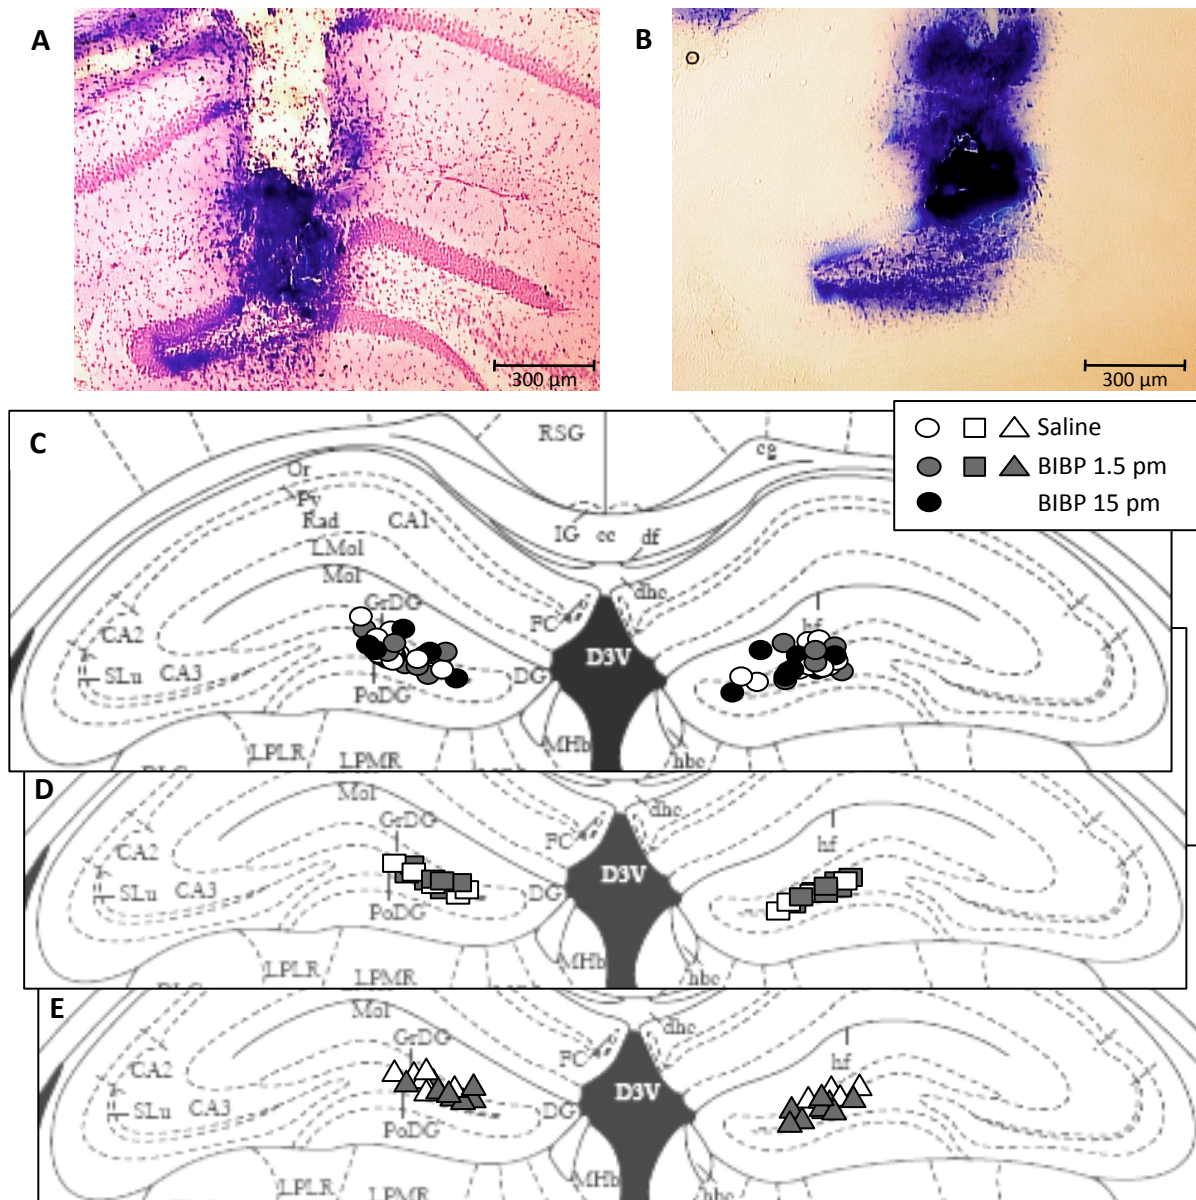 A
B
300 µm
300 µm
C
RSG
cg
Saline
BIBP 1.5 pm
BIBP 15 pm
Or
Py
Rad
CA1
LMol
Mol
IG cc df
GrDG
FC
dhc
hf
CA2
SLu
CA3
PoDG
DG
D3V
LPLR
LPMR
MHb
hbc
D
Mol
GrDG
FC
dhc
hf
CA2
SLu
CA3
PoDG
DG
D3V
LPLR
LPMR
MHb
hbc
E
Mol
GrDG
FC
dhc
hf
CA2
SLu
CA3
PoDG
DG
D3V
LPLR
LPMR
MHb
hbc